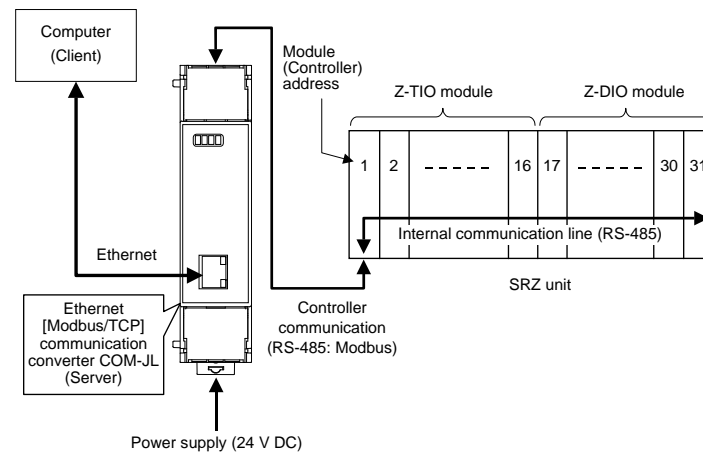 Computer
(Client)
Module
(Controller)
address
Z-TIO module
Z-DIO module
1
2
16
17
30
31
Internal communication line (RS-485)
Ethernet
SRZ unit
Ethernet
[Modbus/TCP]
communication
converter COM-JL
(Server)
Controller
communication
(RS-485: Modbus)
Power supply (24 V DC)